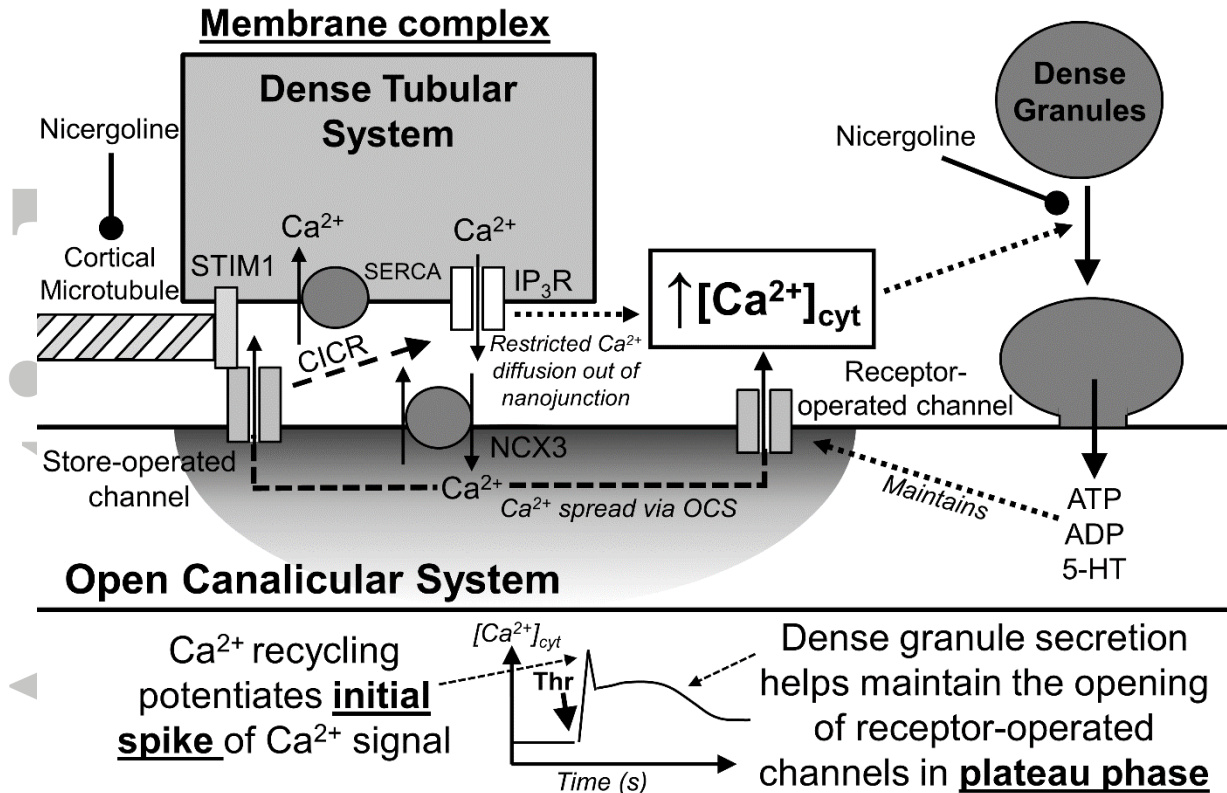 Membrane complex
Dense Tubular
System
Nicergoline
Cortical
Microtubule
STIM1
Ca²⁺
SERCA
Ca²⁺
IP₃R
CICR
Restricted Ca²⁺
diffusion out of
nanojunction
↑[Ca²⁺]cyt
Dense
Granules
Nicergoline
Receptor-
operated channel
Store-operated
channel
NCX3
Ca²⁺
Ca²⁺ spread via OCS
Maintains
ATP
ADP
5-HT
Open Canalicular System
Ca²⁺ recycling
potentiates initial
spike of Ca²⁺ signal
[Ca²⁺]cyt
Thr
Time (s)
Dense granule secretion
helps maintain the opening
of receptor-operated
channels in plateau phase